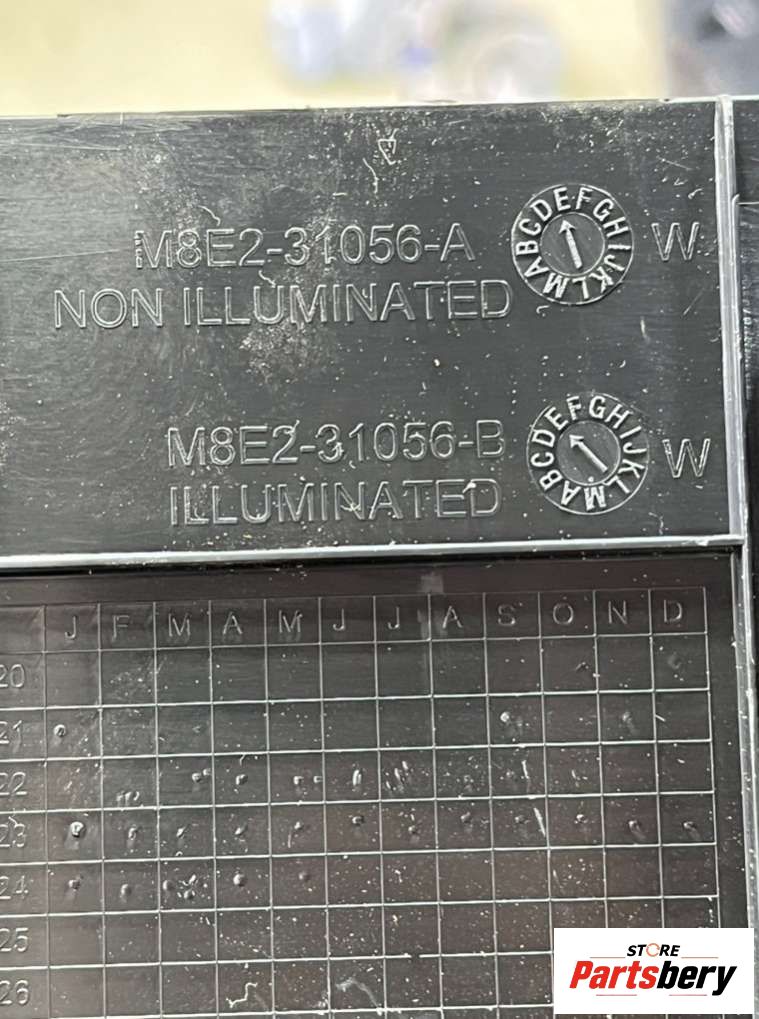 M8E2-31056-A
NON ILLUMINATED
ABCDEFGHIJKLM
W
M8E2-31056-B
ILLUMINATED
ABCDEFGHIJKLM
W
J F M A M J J A S O N D
20
21
22
23
24
25
26
STORE
Partsbery